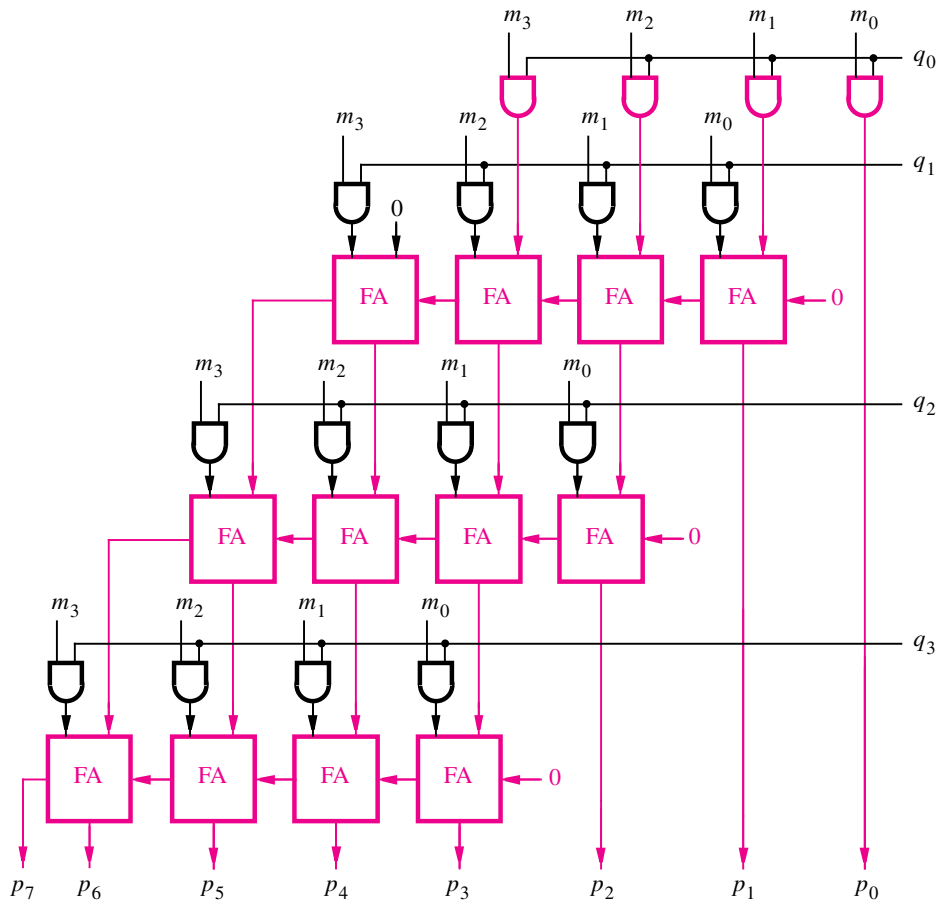 m₃ m₂ m₁ m₀
q₀
m₃ m₂ m₁ m₀
q₁
0
FA FA FA FA 0
m₃ m₂ m₁ m₀
q₂
FA FA FA FA 0
m₃ m₂ m₁ m₀
q₃
FA FA FA FA 0
p₇ p₆ p₅ p₄ p₃ p₂ p₁ p₀